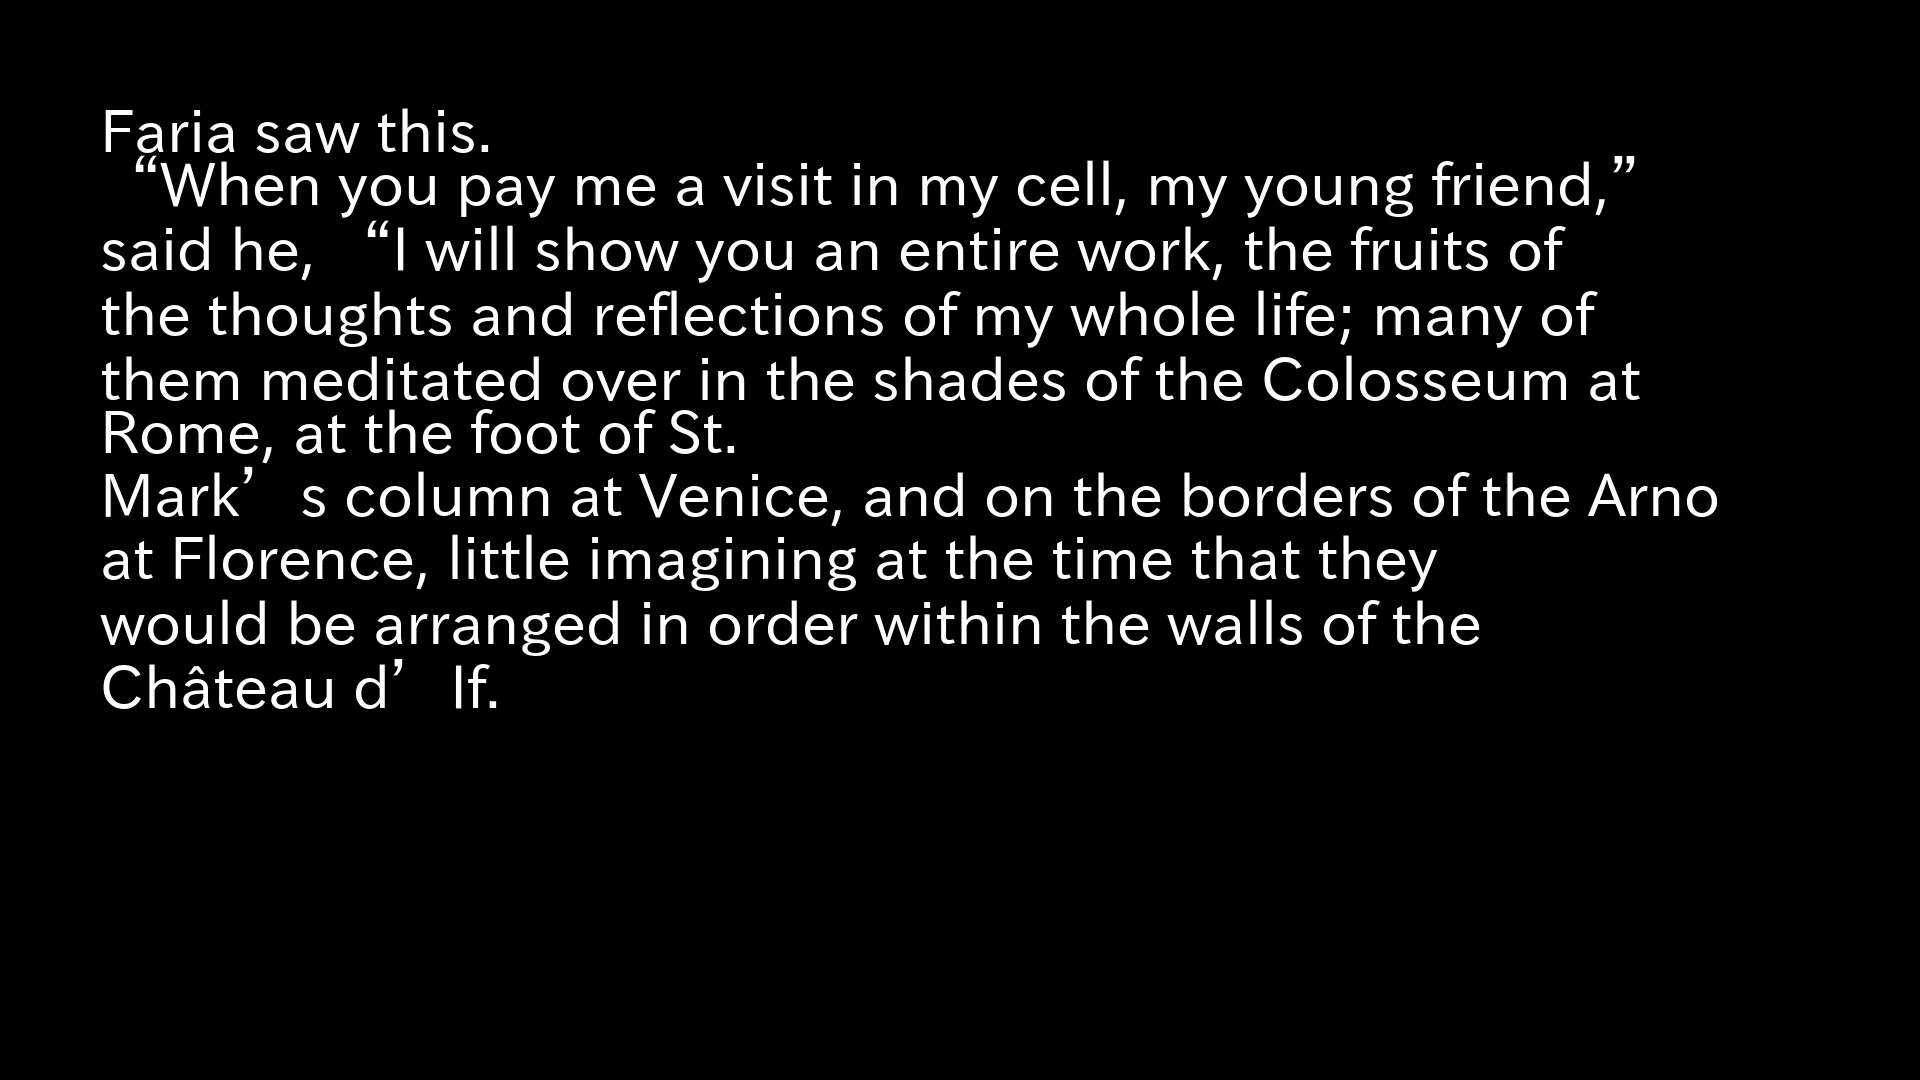 Faria saw this.
“When you pay me a visit in my cell, my young friend,”
said he, “I will show you an entire work, the fruits of
the thoughts and reflections of my whole life; many of
them meditated over in the shades of the Colosseum at
Rome, at the foot of St.
Mark’s column at Venice, and on the borders of the Arno
at Florence, little imagining at the time that they
would be arranged in order within the walls of the
Château d’If.